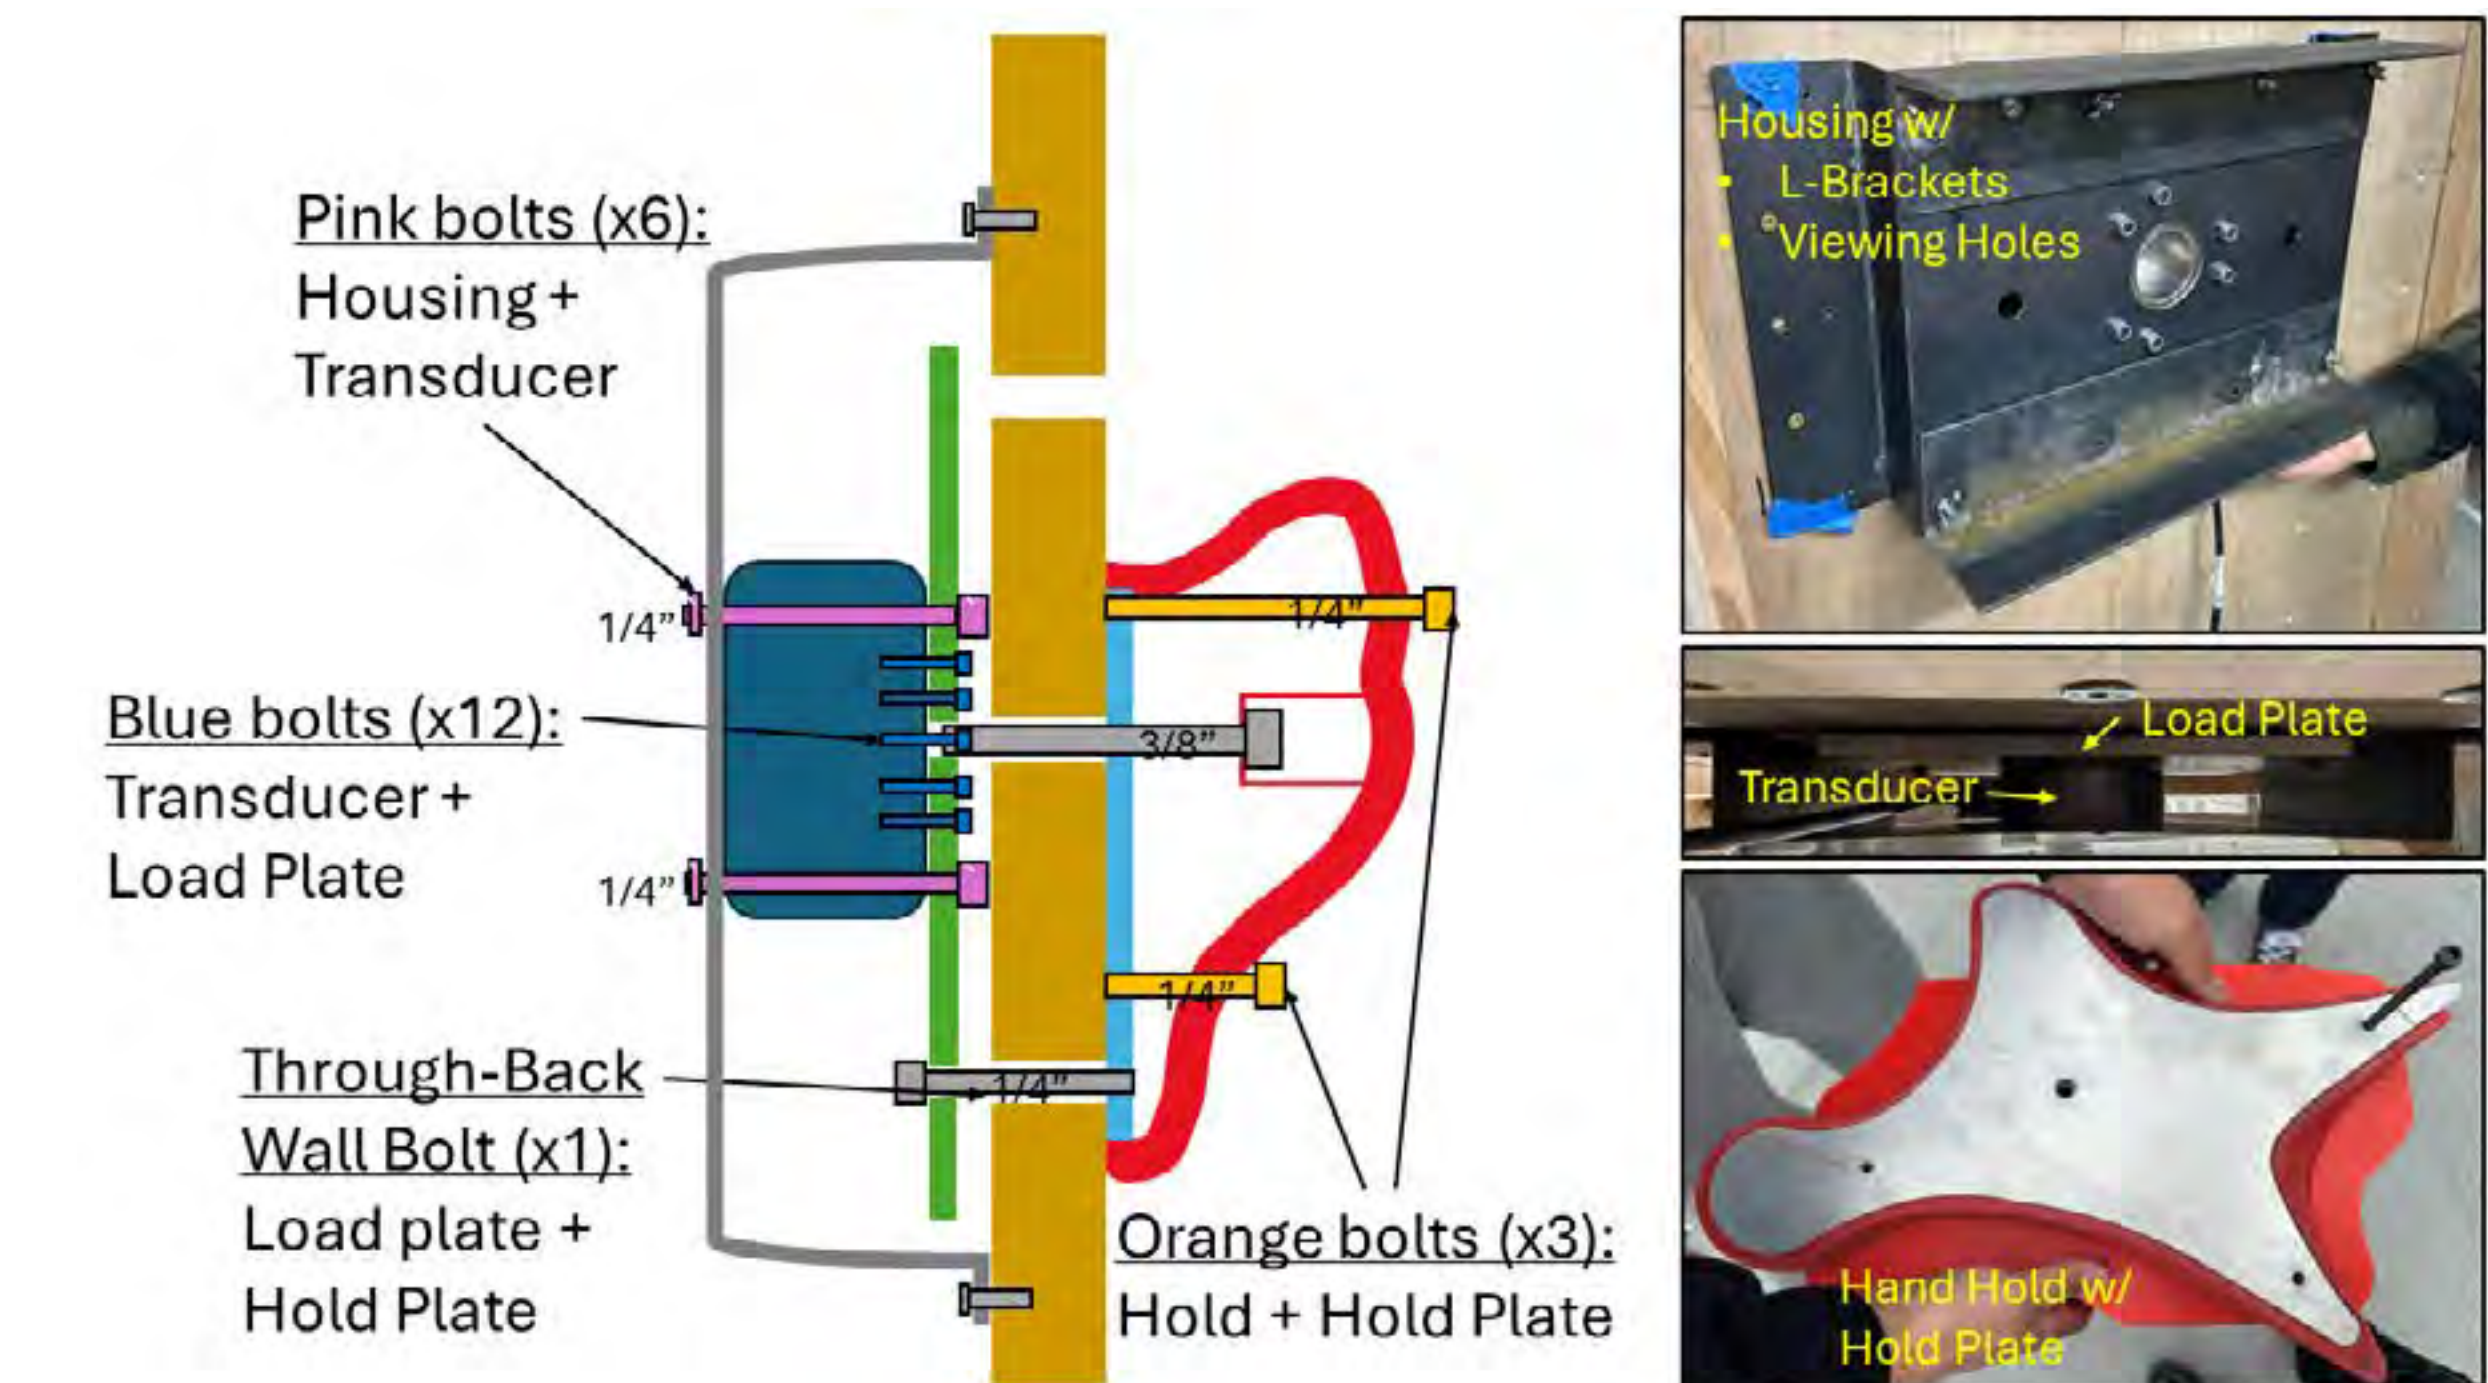 Pink bolts (x6):
Housing +
Transducer
1/4”
Blue bolts (x12):
Transducer +
Load Plate
1/4”
Through-Back
Wall Bolt (x1):
Load plate +
Hold Plate
1/4”
3/8”
1/4”
1/4”
Orange bolts (x3):
Hold + Hold Plate
Housing w/
• L-Brackets
• Viewing Holes
Load Plate
Transducer
Hand Hold w/
Hold Plate